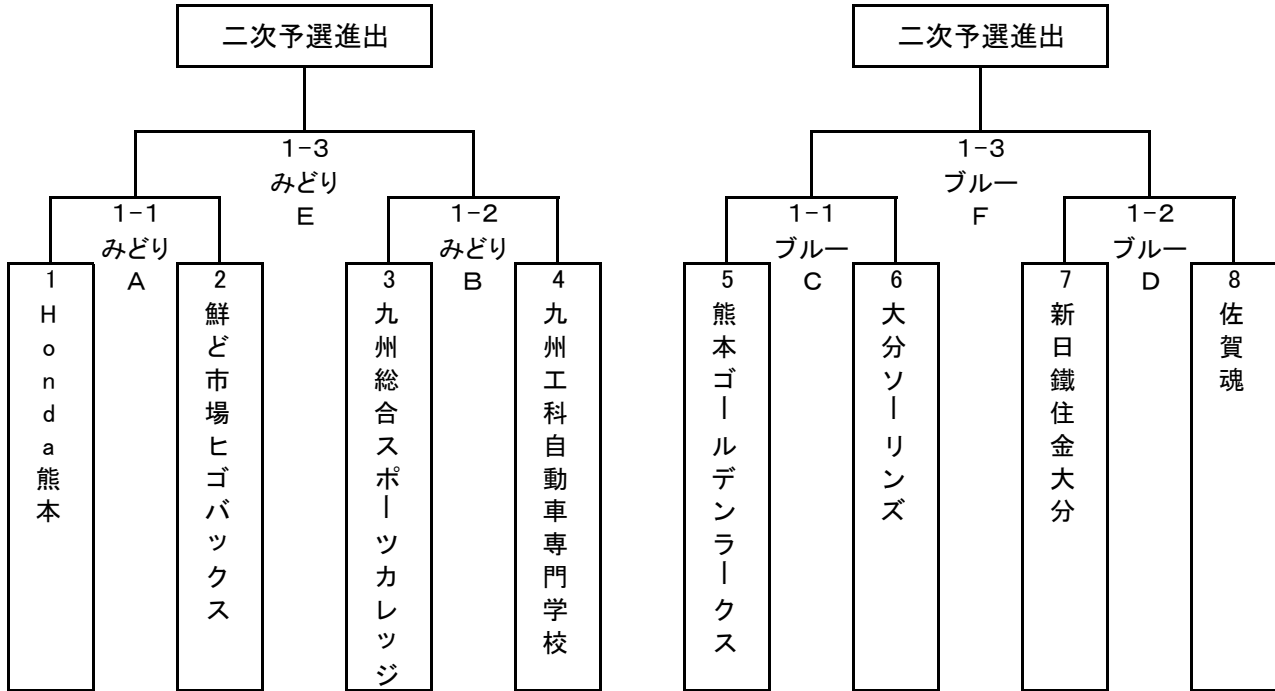 二次予選進出
二次予選進出
1-3
みどり
E
1-3
ブルー
F
1-1
みどり
A
1-2
みどり
B
1-1
ブルー
C
1-2
ブルー
D
1
Honda熊本
2
鮮ど市場ヒゴバックス
3
九州総合スポーツカレッジ
4
九州工科自動車専門学校
5
熊本ゴールデンラークス
6
大分ソーリンズ
7
新日鐵住金大分
8
佐賀魂